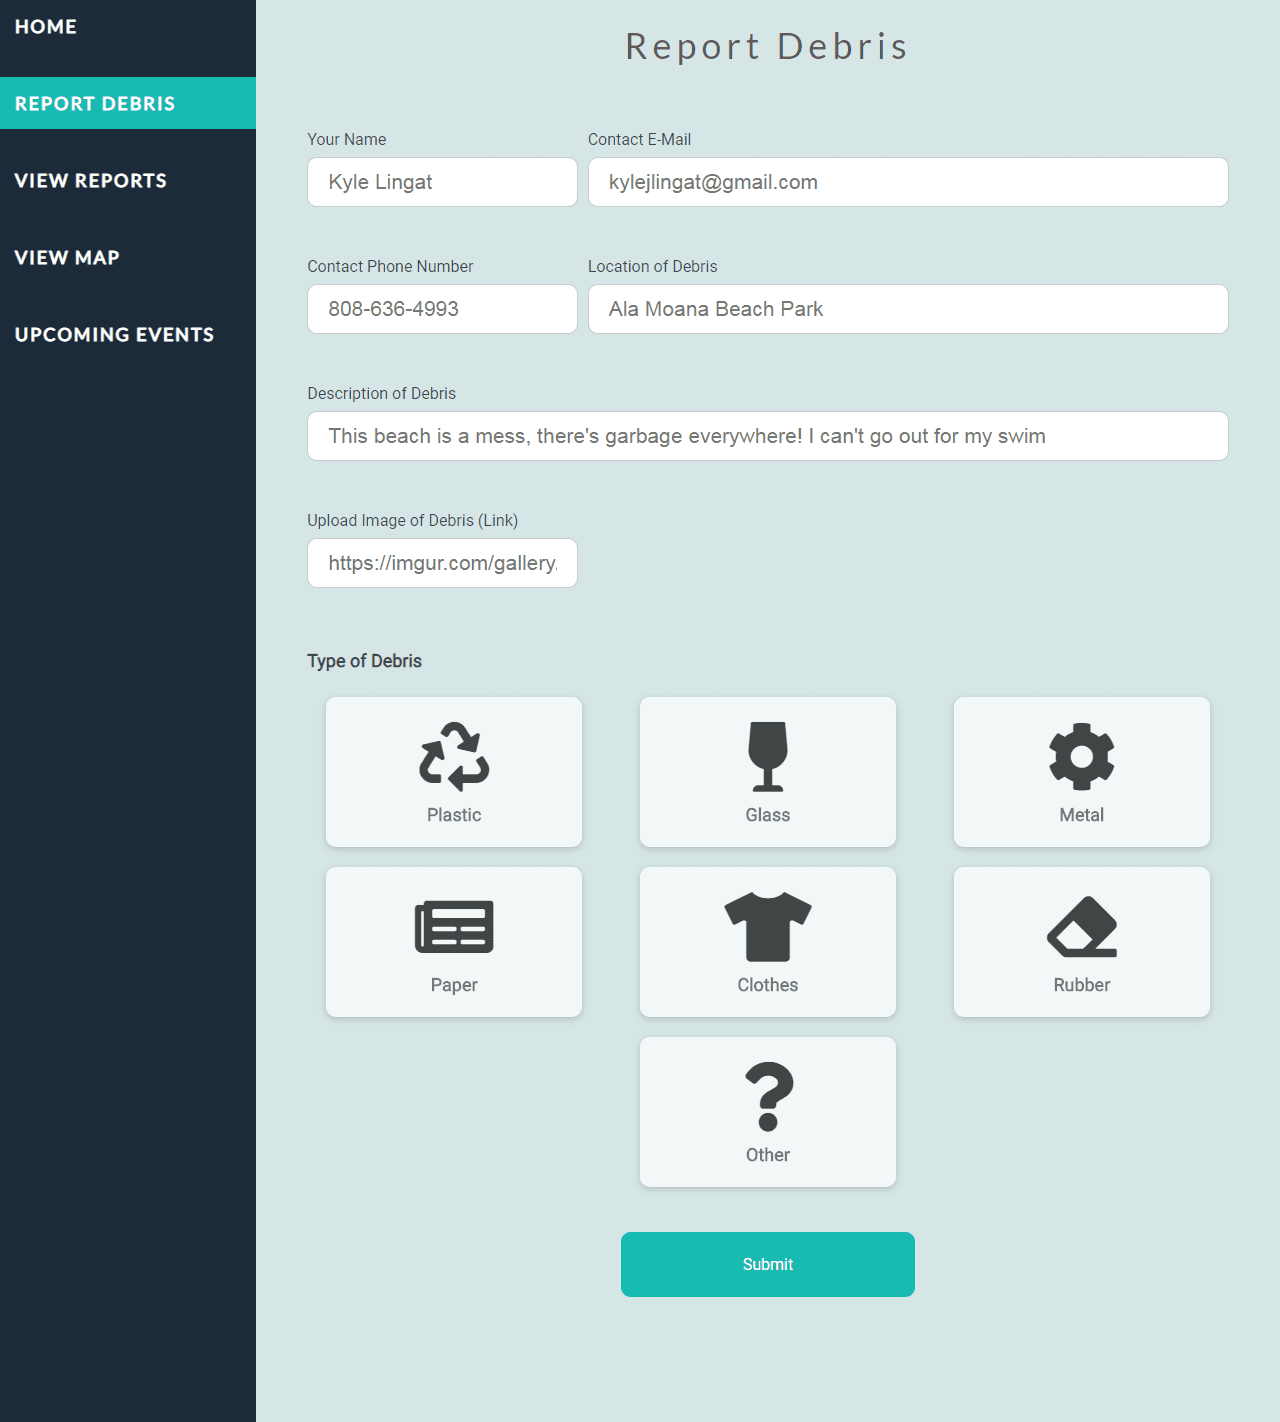 HOME
REPORT DEBRIS
VIEW REPORTS
VIEW MAP
UPCOMING EVENTS
Report Debris
Your Name
Contact E-Mail
Kyle Lingat
kylejlingat@gmail.com
Contact Phone Number
Location of Debris
808-636-4993
Ala Moana Beach Park
Description of Debris
This beach is a mess, there's garbage everywhere! I can't go out for my swim
Upload Image of Debris (Link)
https://imgur.com/gallery.
Type of Debris
Plastic
Glass
Metal
Paper
Clothes
Rubber
Other
Submit